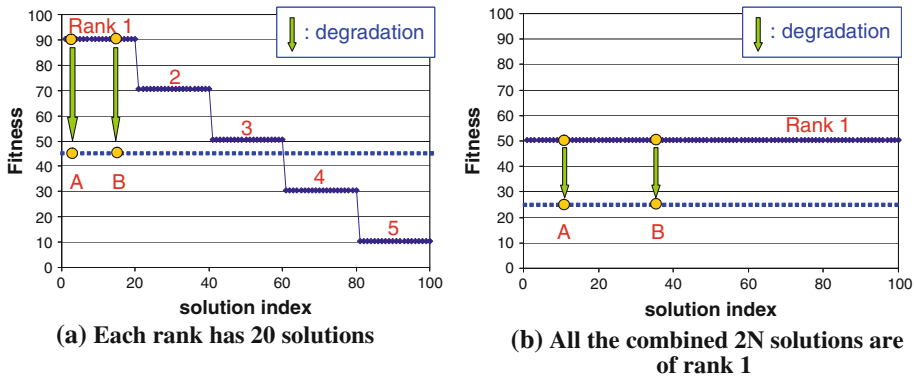 Rank 1
: degradation
2
3
4
5
A
B
100
90
80
70
60
50
40
30
20
10
0
Fitness
0
20
40
60
80
100
solution index
(a) Each rank has 20 solutions
: degradation
Rank 1
A
B
100
90
80
70
60
50
40
30
20
10
0
Fitness
0
20
40
60
80
100
solution index
(b) All the combined 2N solutions are
of rank 1